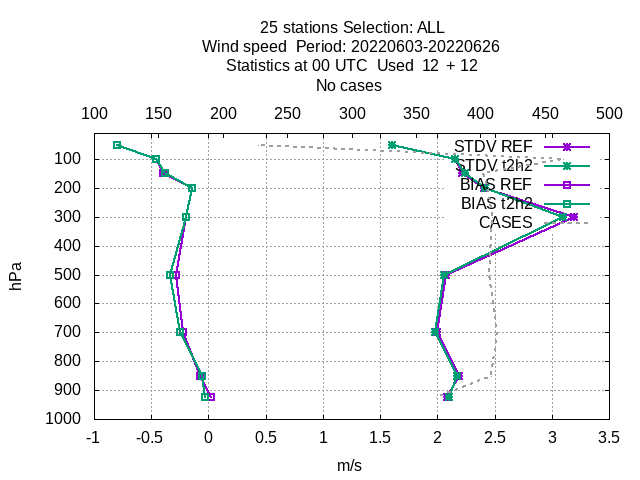 25 stations Selection: ALL
Wind speed  Period: 20220603-20220626
Statistics at 00 UTC  Used  12  + 12
No cases
100 150 200 250 300 350 400 450 500
STDV REF
STDV t2h2
BIAS REF
BIAS t2h2
CASES
hPa
100
200
300
400
500
600
700
800
900
1000
-1 -0.5 0 0.5 1 1.5 2 2.5 3 3.5
m/s